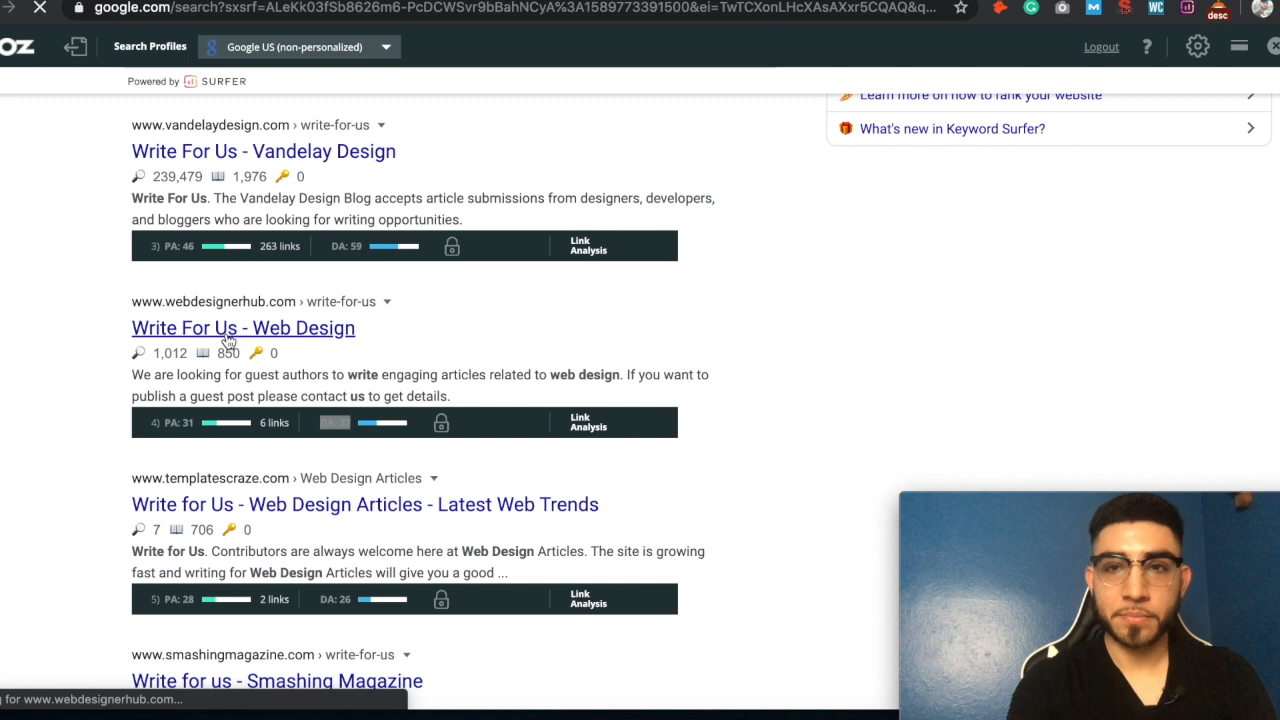 google.com/search?sxsrf=ALeKk03fSb8626m6-PcDCWSvr9bBahNCyA%3A1589773391500&ei=TwTCXonLHcXAsAXxr5CQAQ&q...
WC
desc
OZ
Search Profiles
Google US (non-personalized)
Logout
?
Powered by SURFER
Learn more on how to rank your website
What's new in Keyword Surfer?
www.vandelaydesign.com › write-for-us
Write For Us - Vandelay Design
239,479 1,976 0
Write For Us. The Vandelay Design Blog accepts article submissions from designers, developers,
and bloggers who are looking for writing opportunities.
3) PA: 46 263 links DA: 59 Link
Analysis
www.webdesignerhub.com › write-for-us
Write For Us - Web Design
1,012 850 0
We are looking for guest authors to write engaging articles related to web design. If you want to
publish a guest post please contact us to get details.
4) PA: 31 6 links DA: 37 Link
Analysis
www.templatescraze.com › Web Design Articles
Write for Us - Web Design Articles - Latest Web Trends
7 706 0
Write for Us. Contributors are always welcome here at Web Design Articles. The site is growing
fast and writing for Web Design Articles will give you a good ...
5) PA: 28 2 links DA: 26 Link
Analysis
www.smashingmagazine.com › write-for-us
Write for us - Smashing Magazine
g for www.webdesignerhub.com...